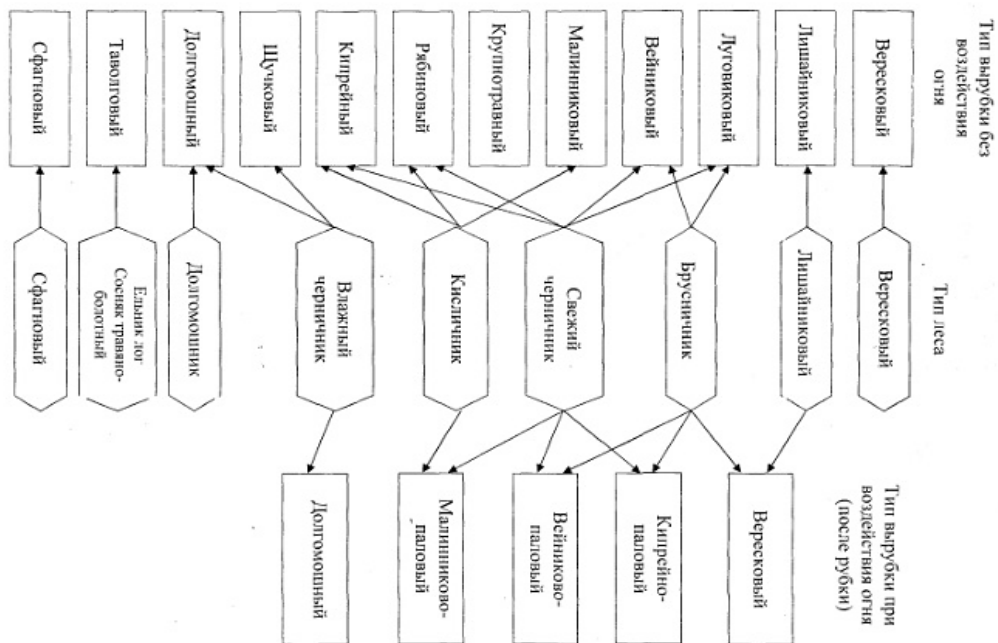 Тип вырубки без
воздействия
огня
Вересковый
Лишайниковый
Луговиковый
Вейниковый
Малинниковый
Крупнотравный
Рябиновый
Кипрейный
Щучковый
Долгомошный
Таволговый
Сфагновый
Тип леса
Вересковый
Лишайниковый
Брусничник
Свежий
черничник
Кисличник
Влажный
черничник
Долгомошник
Ельник лог
Сосняк травяно-
болотный
Сфагновый
Тип вырубки при
воздействия огня
(после рубки)
Вересковый
Кипрейно-
паловый
Вейниково-
паловый
Малинниково-
паловый
Долгомошный